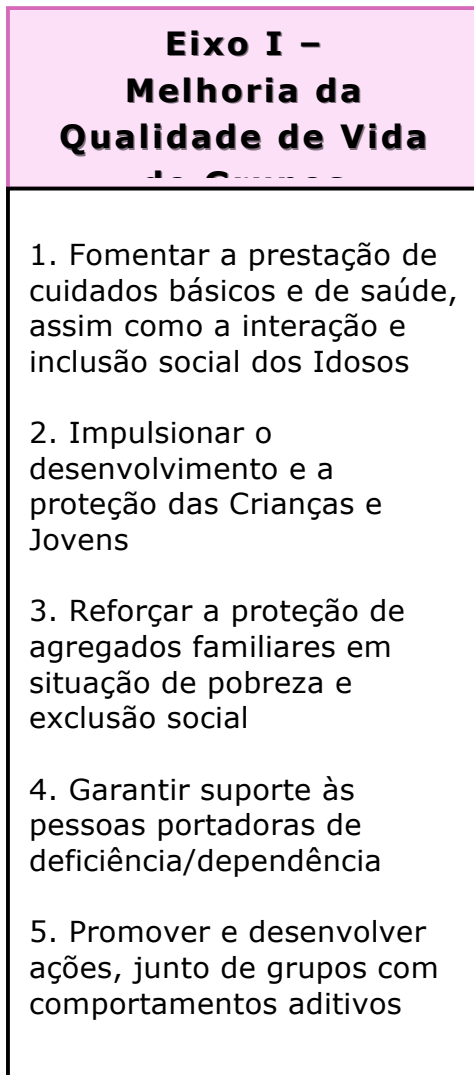 Eixo I –
Melhoria da
Qualidade de Vida
de Grupos
1. Fomentar a prestação de
cuidados básicos e de saúde,
assim como a interação e
inclusão social dos Idosos
2. Impulsionar o
desenvolvimento e a
proteção das Crianças e
Jovens
3. Reforçar a proteção de
agregados familiares em
situação de pobreza e
exclusão social
4. Garantir suporte às
pessoas portadoras de
deficiência/dependência
5. Promover e desenvolver
ações, junto de grupos com
comportamentos aditivos